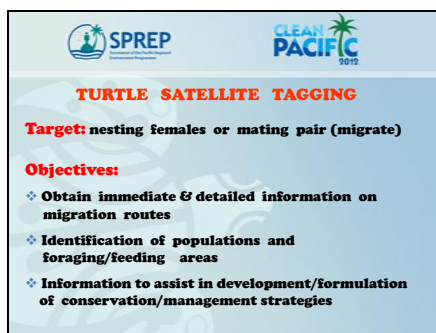 SPREP
Secretariat of the Pacific Regional
Environment Programme
CLEAN
PACIFIC
2012
TURTLE SATELLITE TAGGING
Target: nesting females or mating pair (migrate)
Objectives:
❖ Obtain immediate & detailed information on
migration routes
❖ Identification of populations and
foraging/feeding areas
❖ Information to assist in development/formulation
of conservation/management strategies